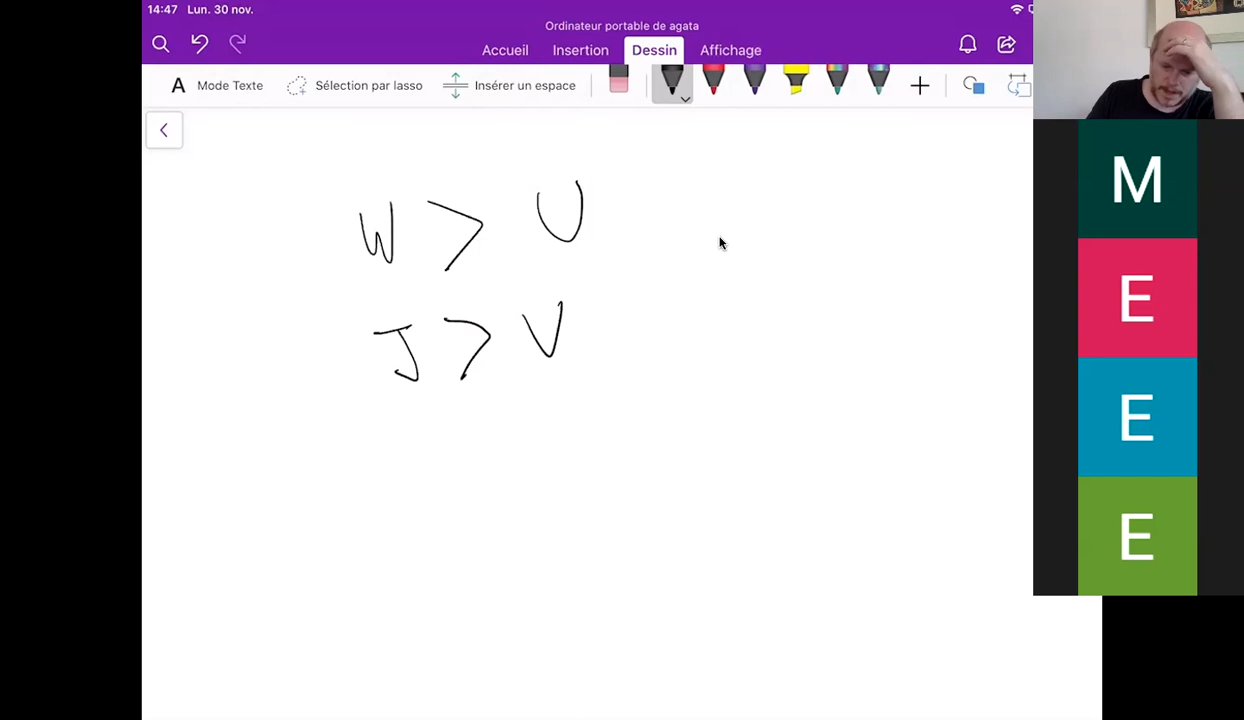 14:47 Lun. 30 nov.
Ordinateur portable de agata
Accueil Insertion Dessin Affichage
A Mode Texte Sélection par lasso Insérer un espace
W > U
J > V
M
E
E
E